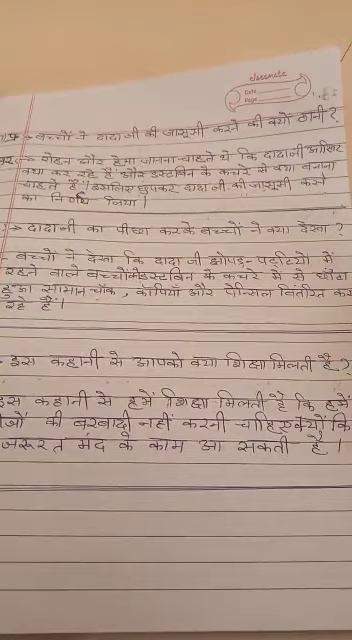 classmate
Date
Page
प्र → बच्चों ने दादा जी की जासूसी करने की क्यों ठानी ?
→ रोहन और हेमा जानना चाहते थे कि दादाजी आखिर
क्या कर रहे हैं और डस्टबिन के कचरे से क्या बनाना
चाहते हैं। इसलिए छुपकर दादा जी की जासूसी करने
का निर्णय लिया।
→ दादा जी का पीछा करके बच्चों ने क्या देखा ?
- बच्चों ने देखा कि दादा जी झोपड़-पट्टियों में
रहने वाले बच्चोंको डस्टबिन के कचरे में से छाँटा
हुआ सामान चॉक, कॉपियाँ और पेन्सिल वितरित कर
रहे हैं।
- इस कहानी से आपको क्या शिक्षा मिलती है ?
इस कहानी से हमें शिक्षा मिलती है कि हमें
जों की बरबादी नहीं करनी चाहिए क्यों कि
जरूरत मंद के काम आ सकती है।